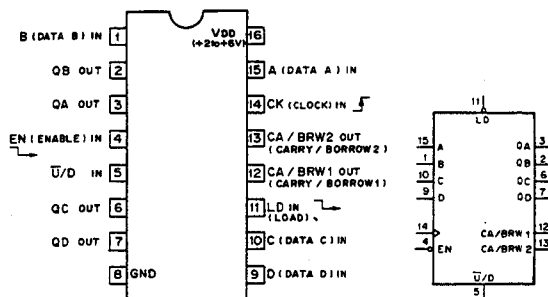 B (DATA B) IN 1
QB OUT 2
QA OUT 3
EN (ENABLE) IN 4
U̅/D IN 5
QC OUT 6
QD OUT 7
8 GND
VDD 16
(+2 to +6V)
15 A (DATA A) IN
14 CK (CLOCK) IN
13 CA/BRW2 OUT
(CARRY/BORROW2)
12 CA/BRW1 OUT
(CARRY/BORROW1)
11 LD IN
(LOAD)
10 C (DATA C) IN
9 D (DATA D) IN
11
LD
15 A QA 3
1 B QB 2
10 C QC 6
9 D QD 7
14 CA/BRW1 12
4 EN CA/BRW2 13
U̅/D
5